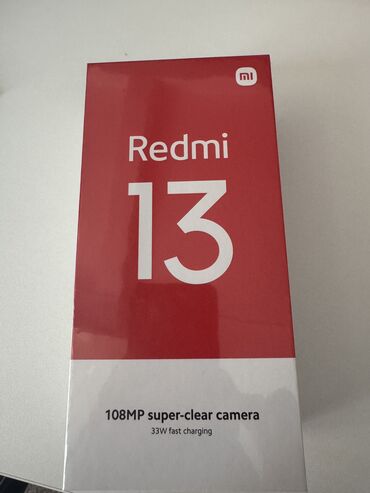 mi
Redmi
13
108MP super-clear camera
33W fast charging